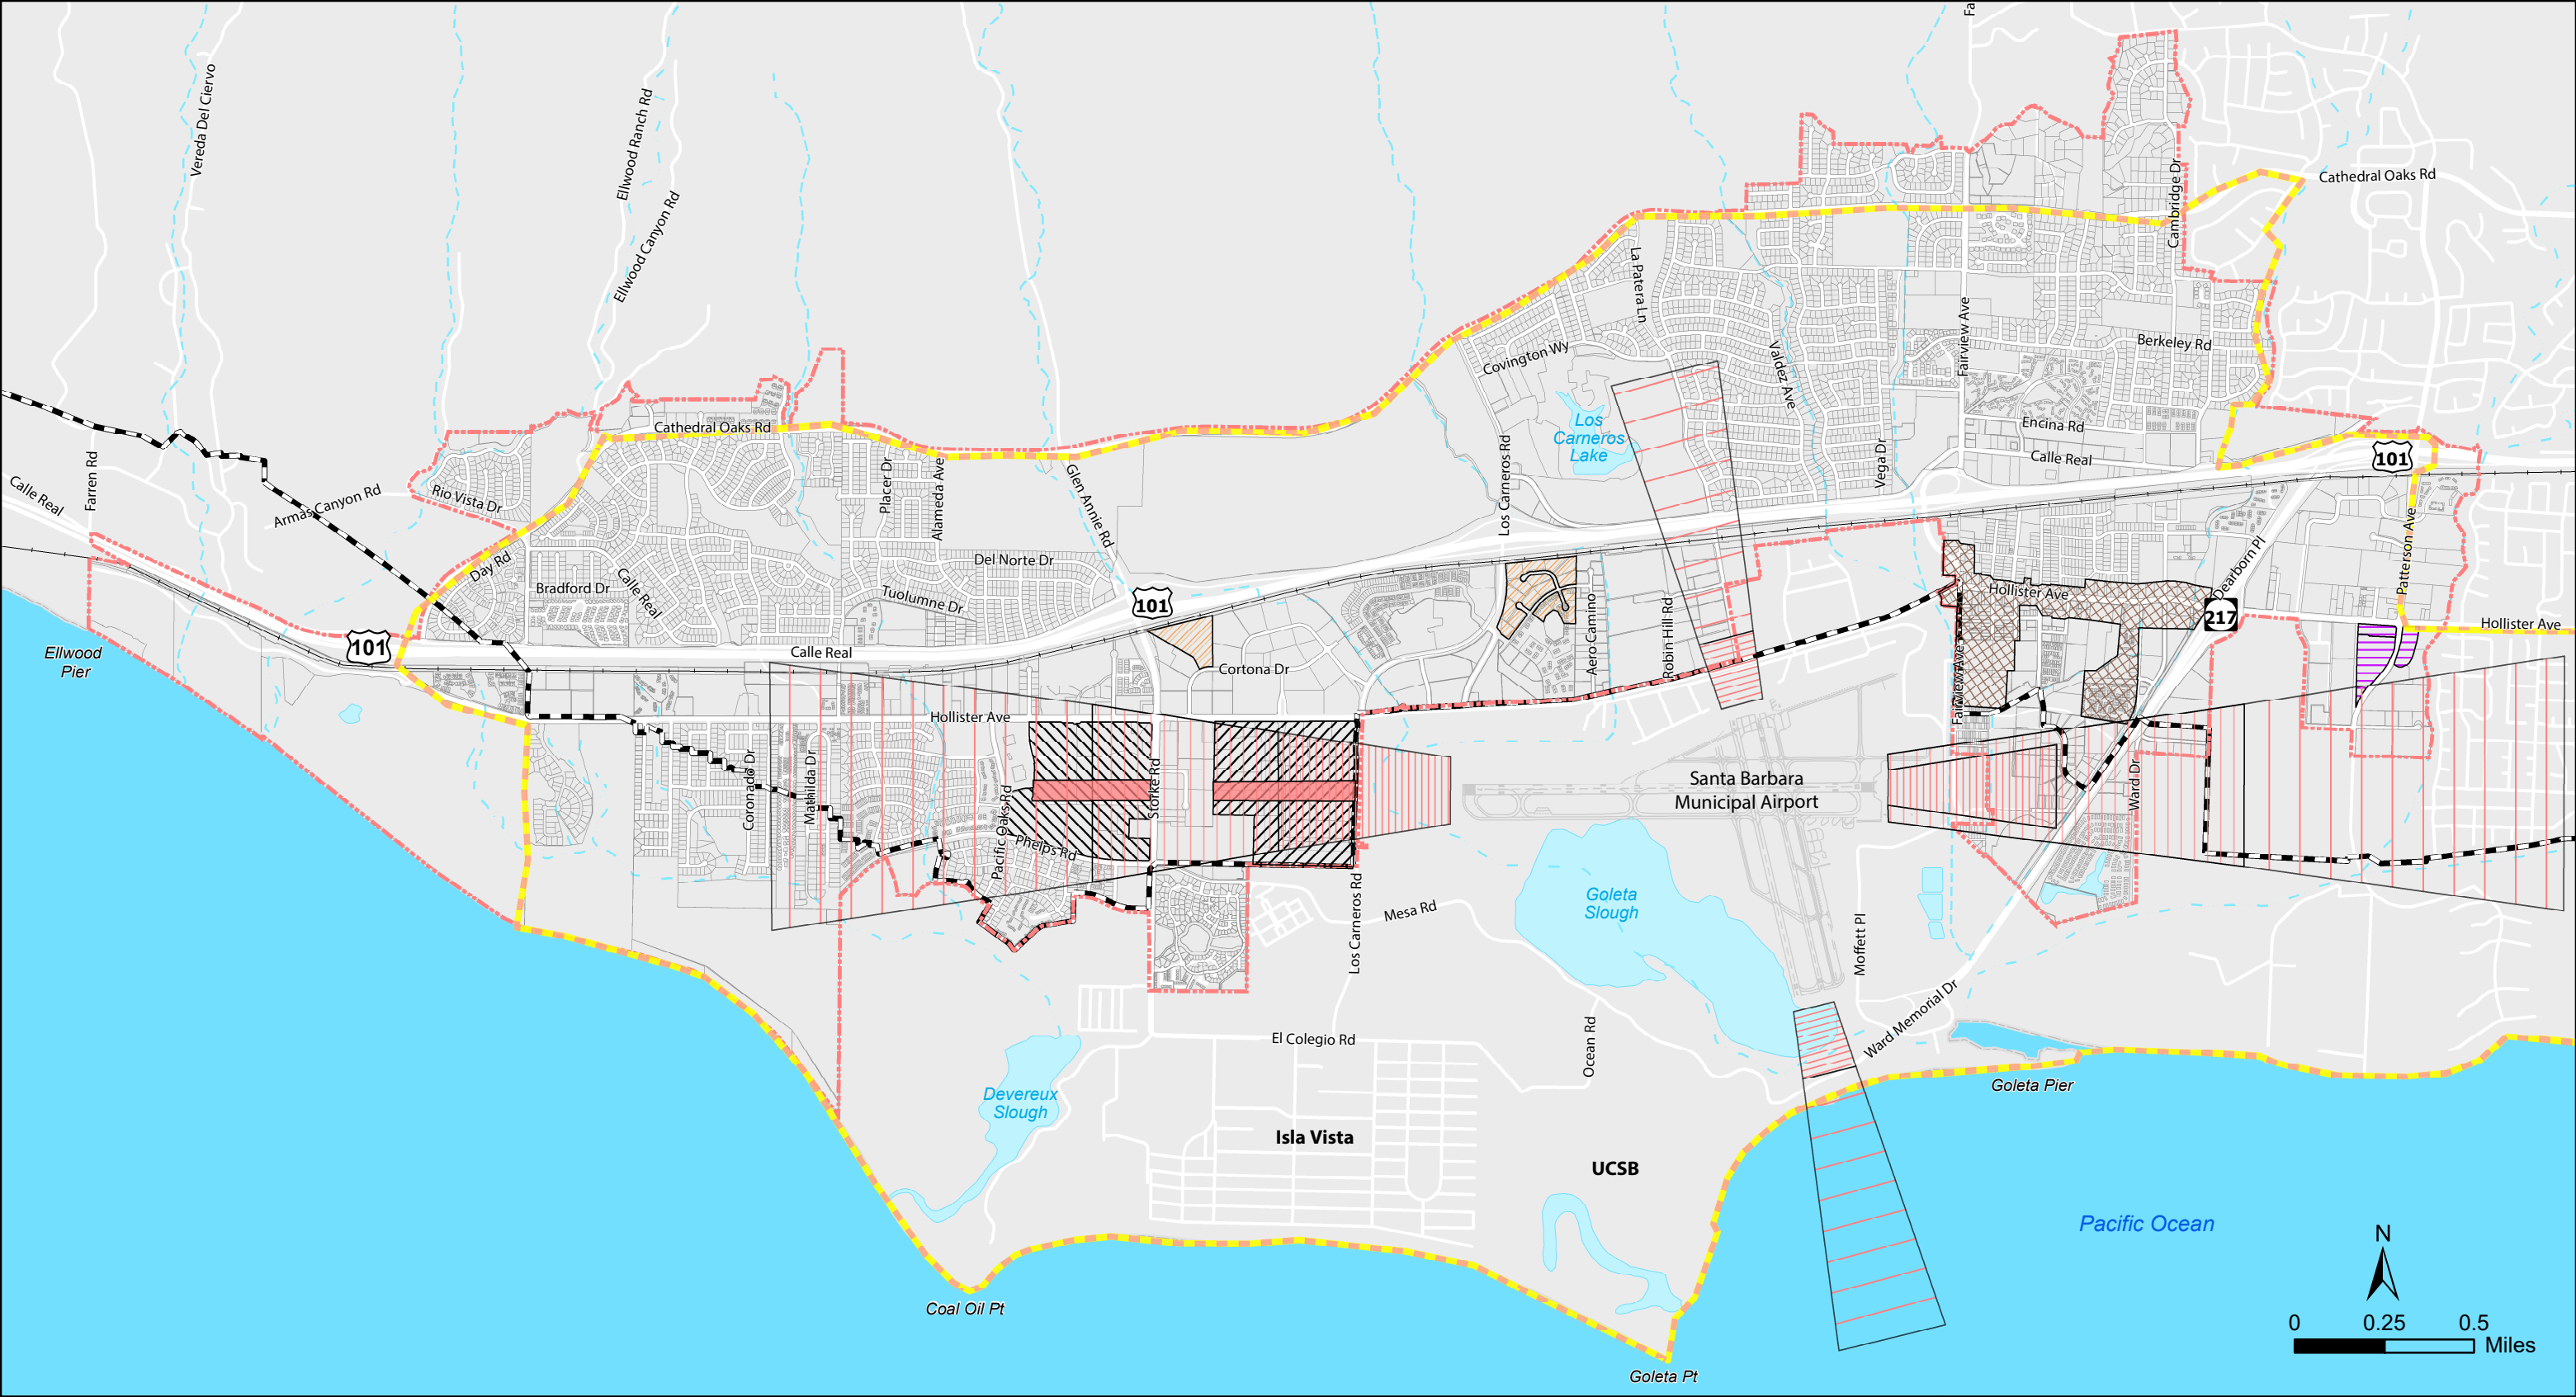 Fa
Vereda Del Ciervo
Ellwood Ranch Rd
Ellwood Canyon Rd
Cathedral Oaks Rd
Cambridge Dr
La Patera Ln
Covington Wy
Valdez Ave
Fairview Ave
Berkeley Rd
Los
Carneros
Lake
Encina Rd
Calle Real
Vega Dr
Los Carneros Rd
101
Cathedral Oaks Rd
Placer Dr
Alameda Ave
Glen Annie Rd
Farren Rd
Calle Real
Armas Canyon Rd
Rio Vista Dr
Day Rd
Bradford Dr
Calle Real
Del Norte Dr
Tuolumne Dr
101
Aero Camino
Robin Hill Rd
Hollister Ave
Dearborn Pl
217
Patterson Ave
Hollister Ave
Ellwood
Pier
101
Calle Real
Cortona Dr
Fairview Ave
Hollister Ave
Coronado Dr
Mathilda Dr
Pacific Oaks Rd
Phelps Rd
Storke Rd
Santa Barbara
Municipal Airport
Ward Dr
Los Carneros Rd
Mesa Rd
Goleta
Slough
Moffett Pl
Ward Memorial Dr
El Colegio Rd
Ocean Rd
Devereux
Slough
Goleta Pier
Isla Vista
UCSB
Pacific Ocean
Coal Oil Pt
Goleta Pt
N
0 0.25 0.5
Miles